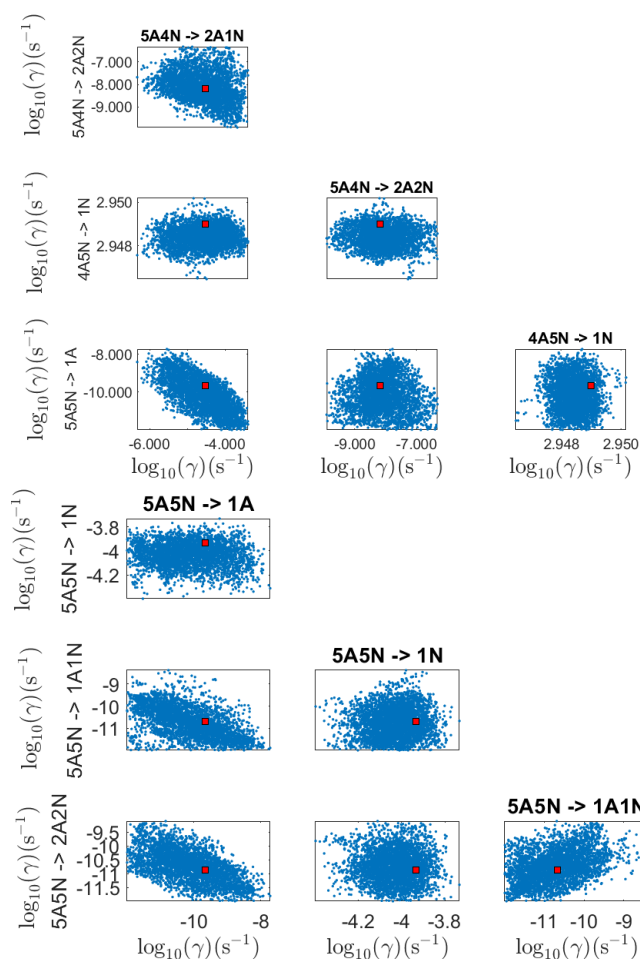 5A4N -> 2A1N
log₁₀(γ)(s⁻¹)
5A4N -> 2A2N
-7.000
-8.000
-9.000
5A4N -> 2A2N
log₁₀(γ)(s⁻¹)
4A5N -> 1N
2.950
2.948
4A5N -> 1N
log₁₀(γ)(s⁻¹)
5A5N -> 1A
-8.000
-10.000
-6.000 -4.000
-9.000 -7.000
2.948 2.950
log₁₀(γ)(s⁻¹) log₁₀(γ)(s⁻¹) log₁₀(γ)(s⁻¹)
5A5N -> 1A
log₁₀(γ)(s⁻¹)
5A5N -> 1N
-3.8
-4
-4.2
5A5N -> 1N
log₁₀(γ)(s⁻¹)
5A5N -> 1A1N
-9
-10
-11
5A5N -> 1A1N
log₁₀(γ)(s⁻¹)
5A5N -> 2A2N
-9.5
-10
-10.5
-11
-11.5
-10 -8
-4.2 -4 -3.8
-11 -10 -9
log₁₀(γ)(s⁻¹) log₁₀(γ)(s⁻¹) log₁₀(γ)(s⁻¹)